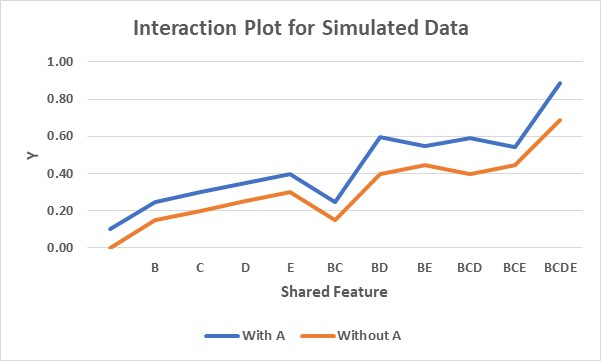 Interaction Plot for Simulated Data
1.00
0.80
0.60
0.40
0.20
0.00
Y
B C D E BC BD BE BCD BCE BCDE
Shared Feature
With A Without A